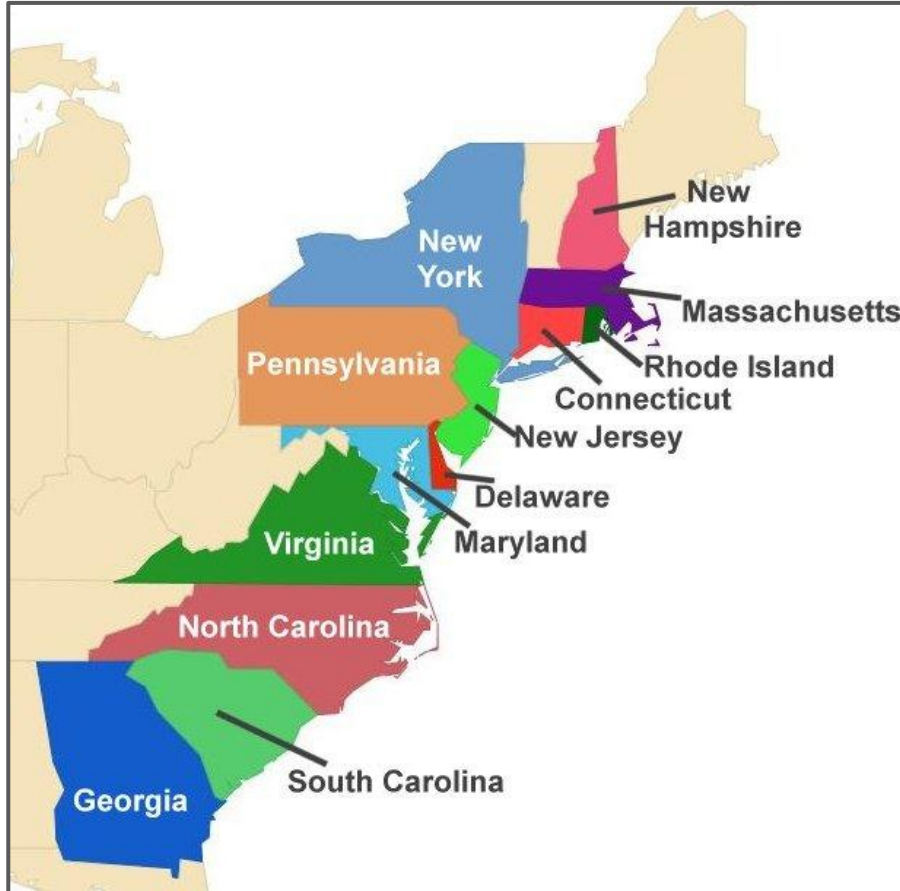 New
Hampshire
New
York
Massachusetts
Pennsylvania
Rhode Island
Connecticut
New Jersey
Delaware
Virginia
Maryland
North Carolina
South Carolina
Georgia